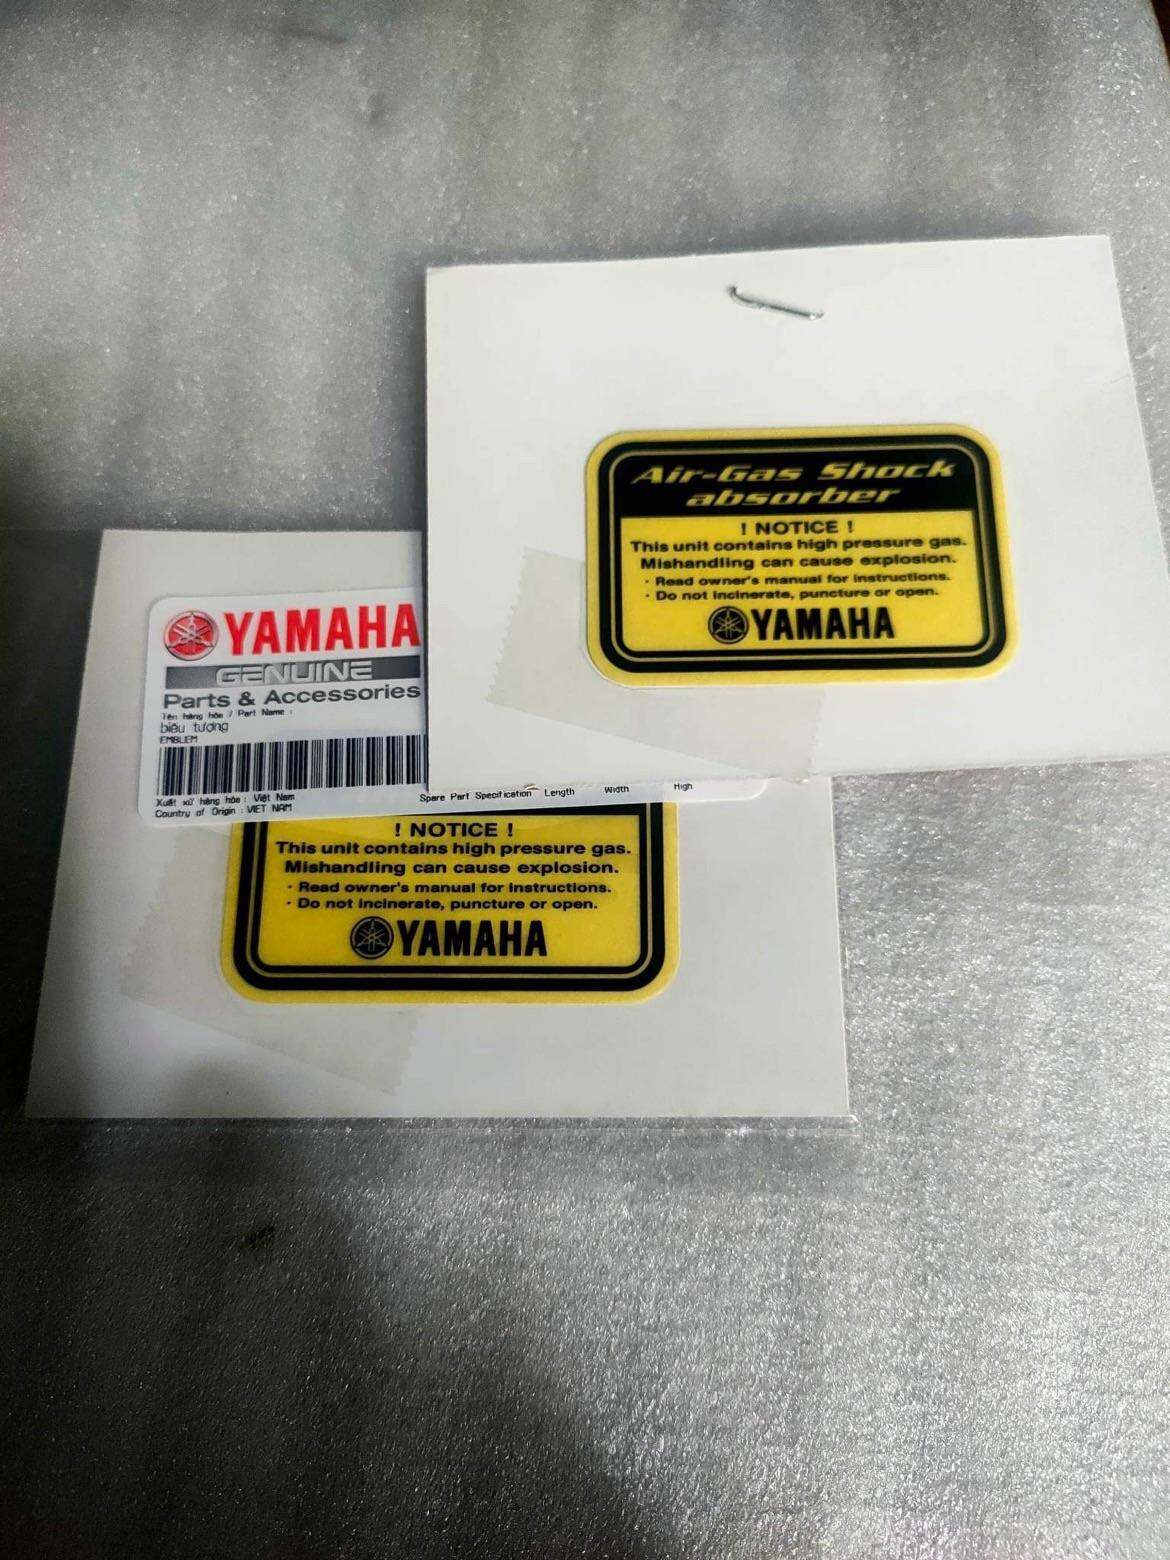 Air-Gas Shock
absorber
! NOTICE !
This unit contains high pressure gas.
Mishandling can cause explosion.
· Read owner's manual for instructions.
· Do not incinerate, puncture or open.
YAMAHA
YAMAHA
GENUINE
Parts & Accessories
Tên hàng hóa / Part Name :
biểu tượng
EMBLEM
Xuất xứ hàng hóa : Việt Nam
Country of Origin : VIET NAM
Spare Part Specification Length Width High
! NOTICE !
This unit contains high pressure gas.
Mishandling can cause explosion.
· Read owner's manual for instructions.
· Do not incinerate, puncture or open.
YAMAHA